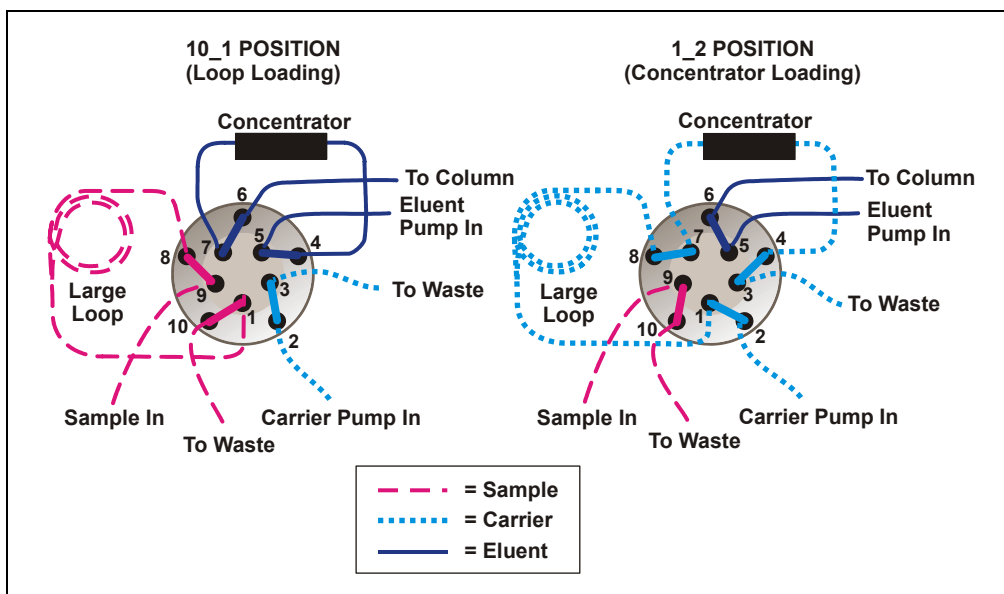 10_1 POSITION
(Loop Loading)
Concentrator
To Column
Eluent
Pump In
6
7
5
4
8
9
3
10
1
2
Large
Loop
To Waste
Sample In
To Waste
Carrier Pump In
1_2 POSITION
(Concentrator Loading)
Concentrator
To Column
Eluent
Pump In
6
7
5
4
8
9
3
10
1
2
Large
Loop
To Waste
Sample In
To Waste
Carrier Pump In
= Sample
= Carrier
= Eluent